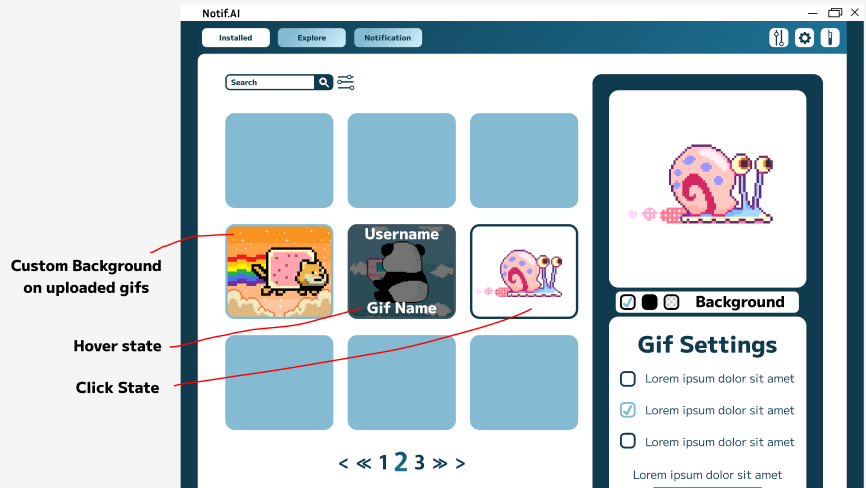 Notif.AI
Installed
Explore
Notification
Search
Custom Background
on uploaded gifs
Username
Gif Name
Hover state
Click State
< ≪ 1 2 3 ≫ >
Background
Gif Settings
Lorem ipsum dolor sit amet
Lorem ipsum dolor sit amet
Lorem ipsum dolor sit amet
Lorem ipsum dolor sit amet